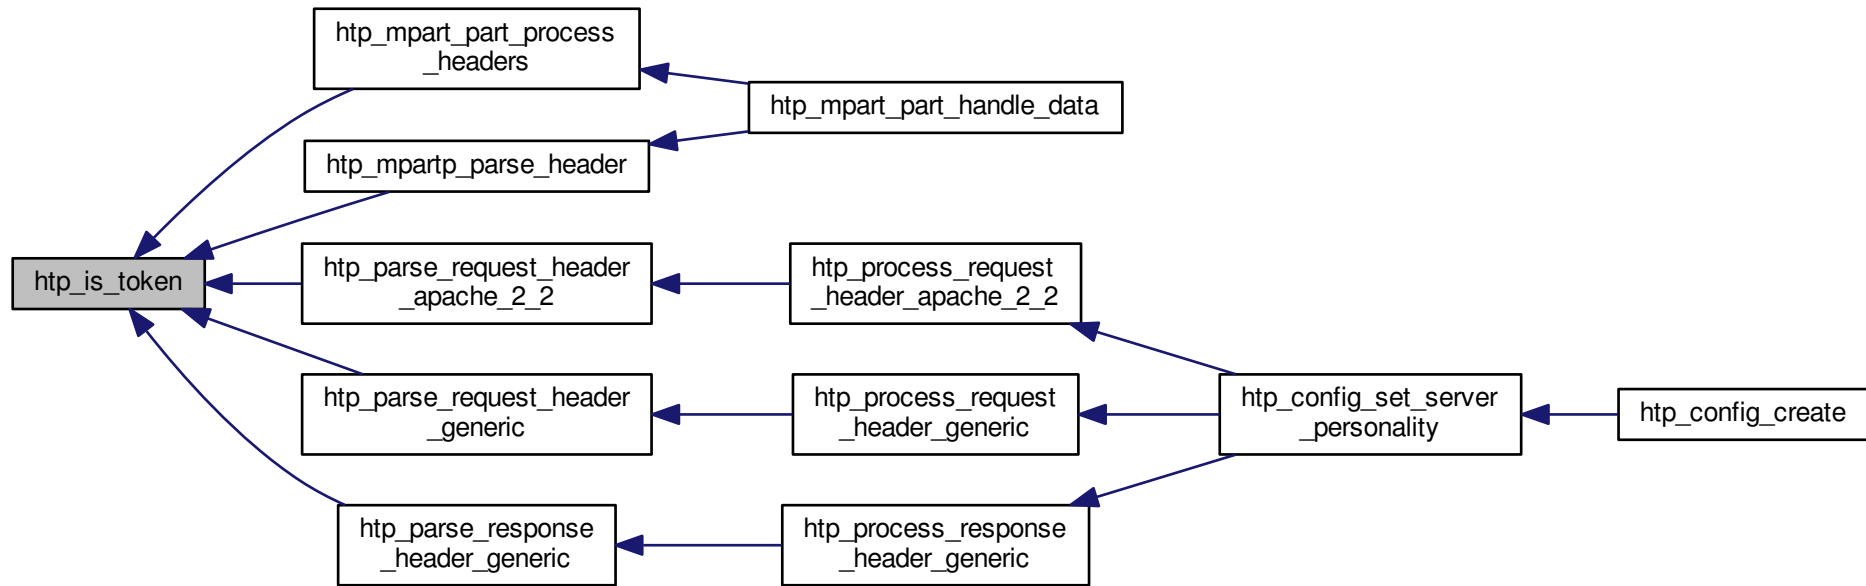 htp_mpart_part_process
_headers
htp_mpart_part_handle_data
htp_mpartp_parse_header
htp_is_token
htp_parse_request_header
_apache_2_2
htp_process_request
_header_apache_2_2
htp_parse_request_header
_generic
htp_process_request
_header_generic
htp_config_set_server
_personality
htp_config_create
htp_parse_response
_header_generic
htp_process_response
_header_generic